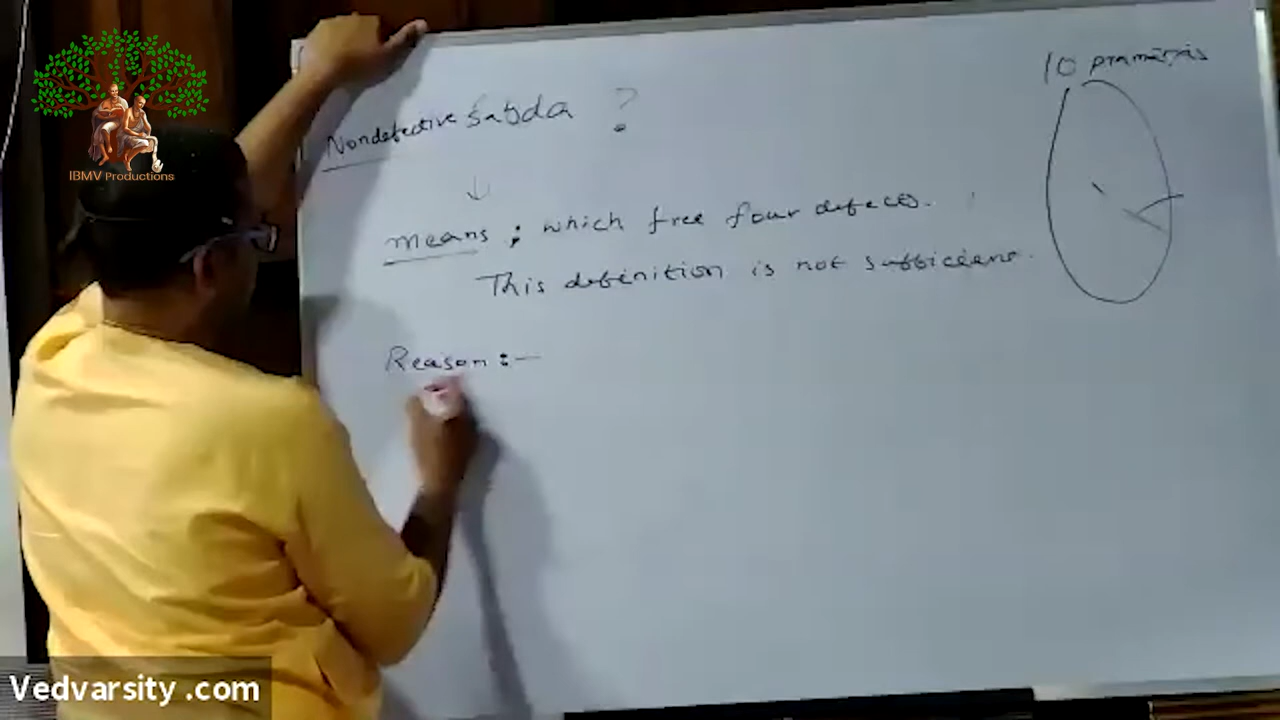 10 pramāṇas
Nondefective śabda ?
means : which free four defects.
This definition is not sufficient.
Reason :-
IBMV Productions
Vedvarsity .com